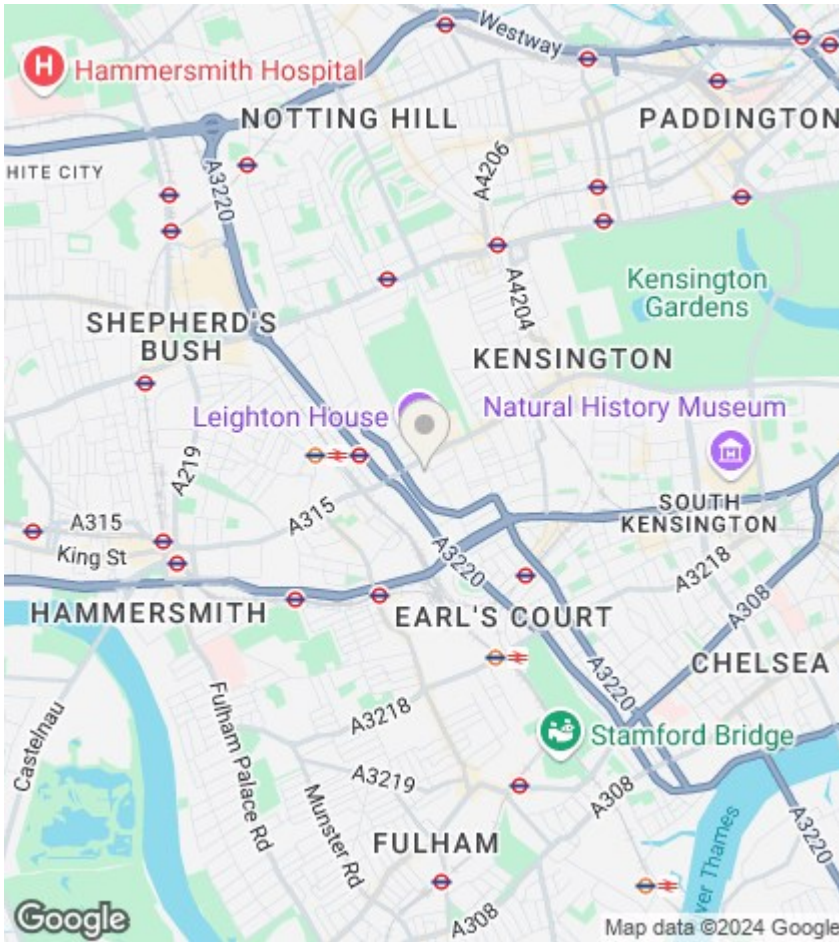 Westway
H Hammersmith Hospital
NOTTING HILL
PADDINGTON
A4206
HITE CITY
A3220
Kensington
Gardens
A4204
SHEPHERD'S
BUSH
KENSINGTON
Leighton House
Natural History Museum
A219
SOUTH
KENSINGTON
A315
A315
King St
A3220
A3218
A308
HAMMERSMITH
EARL'S COURT
CHELSEA
A3220
Castelnau
Fulham Palace Rd
A3218
Stamford Bridge
A3219
A308
Munster Rd
FULHAM
A3220
ver Thames
A308
Google
Map data ©2024 Google